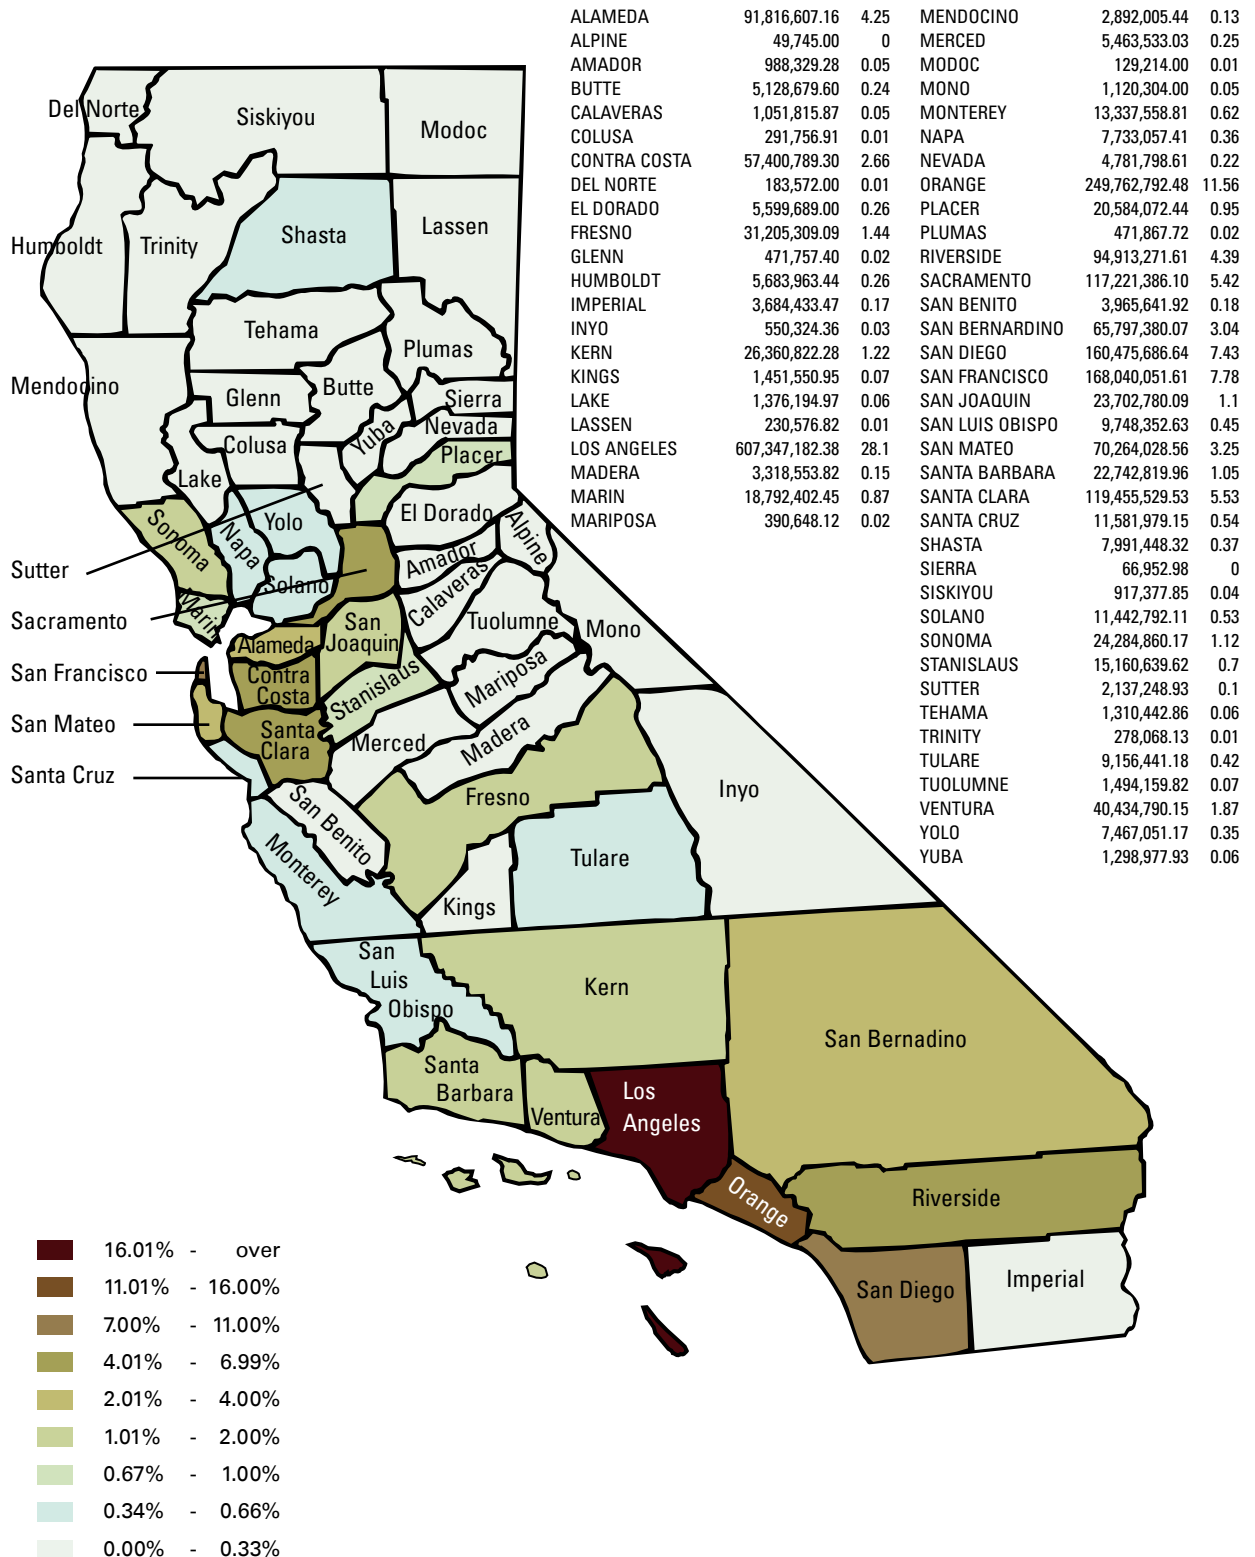 ALAMEDA 91,816,607.16 4.25
ALPINE 49,745.00 0
AMADOR 988,329.28 0.05
BUTTE 5,128,679.60 0.24
CALAVERAS 1,051,815.87 0.05
COLUSA 291,756.91 0.01
CONTRA COSTA 57,400,789.30 2.66
DEL NORTE 183,572.00 0.01
EL DORADO 5,599,689.00 0.26
FRESNO 31,205,309.09 1.44
GLENN 471,757.40 0.02
HUMBOLDT 5,683,963.44 0.26
IMPERIAL 3,684,433.47 0.17
INYO 550,324.36 0.03
KERN 26,360,822.28 1.22
KINGS 1,451,550.95 0.07
LAKE 1,376,194.97 0.06
LASSEN 230,576.82 0.01
LOS ANGELES 607,347,182.38 28.1
MADERA 3,318,553.82 0.15
MARIN 18,792,402.45 0.87
MARIPOSA 390,648.12 0.02
MENDOCINO 2,892,005.44 0.13
MERCED 5,463,533.03 0.25
MODOC 129,214.00 0.01
MONO 1,120,304.00 0.05
MONTEREY 13,337,558.81 0.62
NAPA 7,733,057.41 0.36
NEVADA 4,781,798.61 0.22
ORANGE 249,762,792.48 11.56
PLACER 20,584,072.44 0.95
PLUMAS 471,867.72 0.02
RIVERSIDE 94,913,271.61 4.39
SACRAMENTO 117,221,386.10 5.42
SAN BENITO 3,965,641.92 0.18
SAN BERNARDINO 65,797,380.07 3.04
SAN DIEGO 160,475,686.64 7.43
SAN FRANCISCO 168,040,051.61 7.78
SAN JOAQUIN 23,702,780.09 1.1
SAN LUIS OBISPO 9,748,352.63 0.45
SAN MATEO 70,264,028.56 3.25
SANTA BARBARA 22,742,819.96 1.05
SANTA CLARA 119,455,529.53 5.53
SANTA CRUZ 11,581,979.15 0.54
SHASTA 7,991,448.32 0.37
SIERRA 66,952.98 0
SISKIYOU 917,377.85 0.04
SOLANO 11,442,792.11 0.53
SONOMA 24,284,860.17 1.12
STANISLAUS 15,160,639.62 0.7
SUTTER 2,137,248.93 0.1
TEHAMA 1,310,442.86 0.06
TRINITY 278,068.13 0.01
TULARE 9,156,441.18 0.42
TUOLUMNE 1,494,159.82 0.07
VENTURA 40,434,790.15 1.87
YOLO 7,467,051.17 0.35
YUBA 1,298,977.93 0.06
Del Norte
Siskiyou
Modoc
Humboldt
Trinity
Shasta
Lassen
Tehama
Plumas
Mendocino
Glenn
Butte
Sierra
Colusa
Yuba
Nevada
Placer
Lake
Sonoma
Napa
Yolo
El Dorado
Alpine
Sutter
Solano
Amador
Calaveras
Sacramento
Marin
San
Joaquin
Tuolumne
Mono
Alameda
San Francisco
Contra
Costa
Stanislaus
Mariposa
San Mateo
Santa
Clara
Merced
Madera
Santa Cruz
San Benito
Fresno
Inyo
Monterey
Tulare
Kings
San
Luis
Obispo
Kern
San Bernadino
Santa
Barbara
Ventura
Los
Angeles
Orange
Riverside
San Diego
Imperial
16.01% - over
11.01% - 16.00%
7.00% - 11.00%
4.01% - 6.99%
2.01% - 4.00%
1.01% - 2.00%
0.67% - 1.00%
0.34% - 0.66%
0.00% - 0.33%